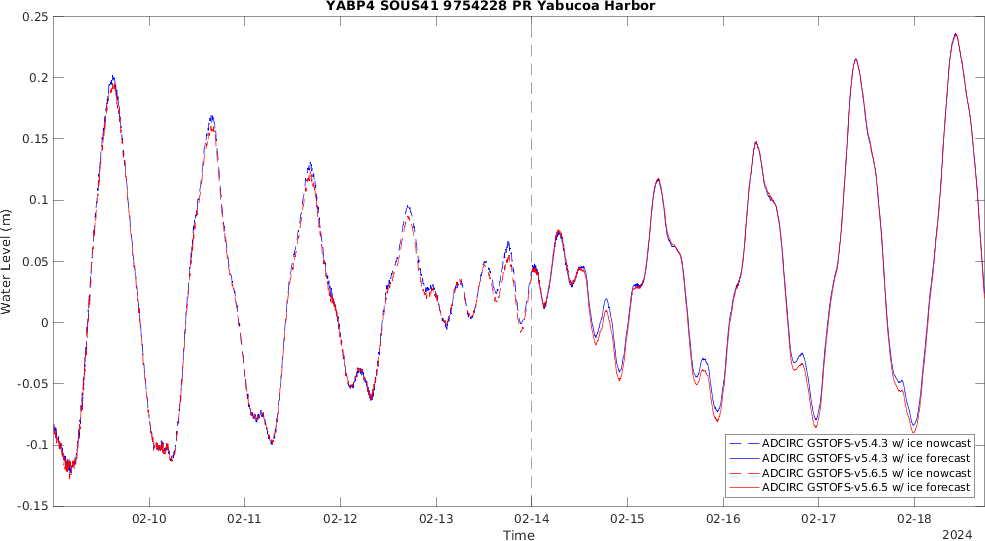 YABP4 SOUS41 9754228 PR Yabucoa Harbor
0.25
0.2
0.15
0.1
0.05
0
-0.05
-0.1
-0.15
Water Level (m)
ADCIRC GSTOFS-v5.4.3 w/ ice nowcast
ADCIRC GSTOFS-v5.4.3 w/ ice forecast
ADCIRC GSTOFS-v5.6.5 w/ ice nowcast
ADCIRC GSTOFS-v5.6.5 w/ ice forecast
02-10 02-11 02-12 02-13 02-14 02-15 02-16 02-17 02-18
Time
2024